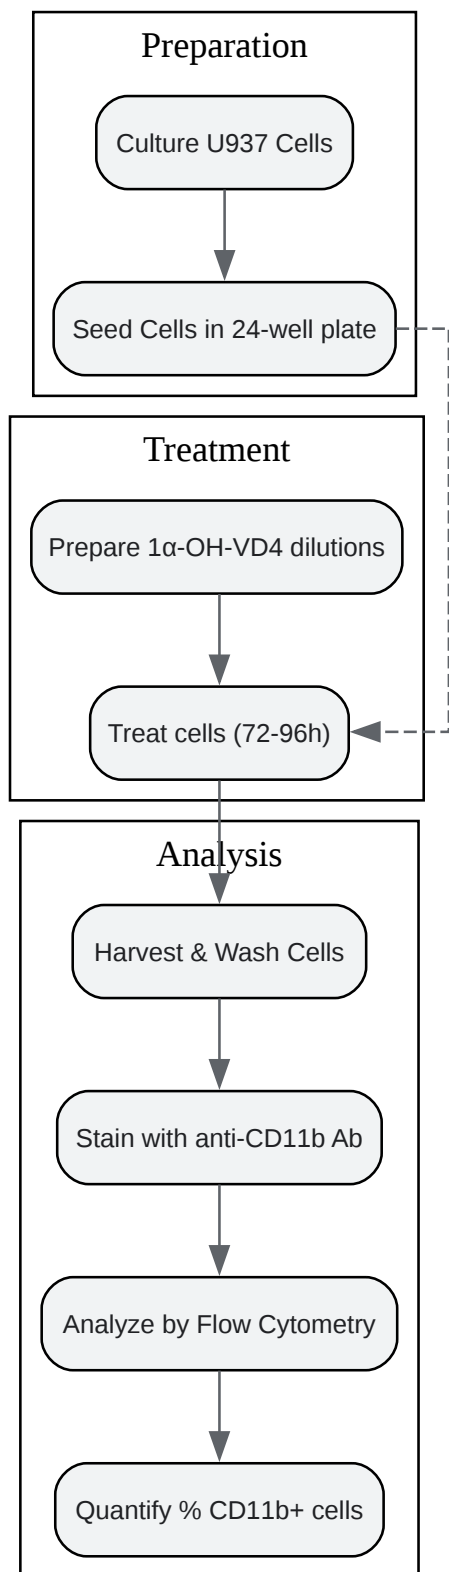 Preparation
Culture U937 Cells
Seed Cells in 24-well plate
Treatment
Prepare 1α-OH-VD4 dilutions
Treat cells (72-96h)
Analysis
Harvest & Wash Cells
Stain with anti-CD11b Ab
Analyze by Flow Cytometry
Quantify % CD11b+ cells